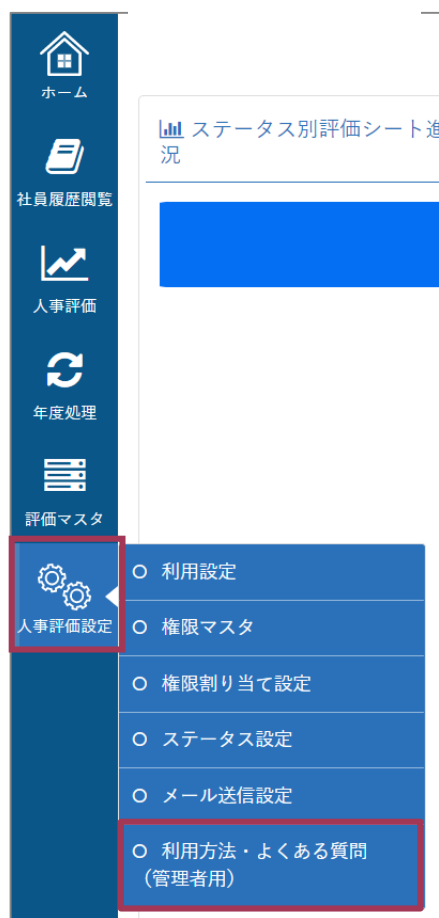 ホーム
社員履歴閲覧
人事評価
年度処理
評価マスタ
人事評価設定
ステータス別評価シート進
況
利用設定
権限マスタ
権限割り当て設定
ステータス設定
メール送信設定
利用方法・よくある質問
（管理者用）